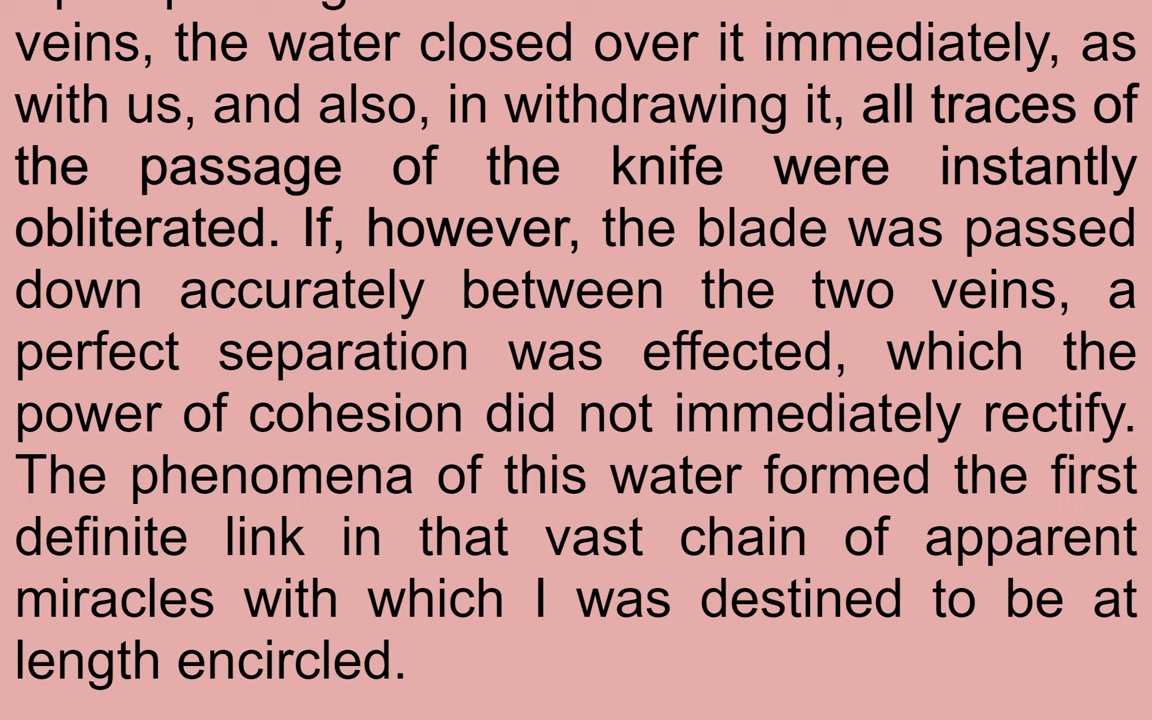 veins, the water closed over it immediately, as
with us, and also, in withdrawing it, all traces of
the passage of the knife were instantly
obliterated. If, however, the blade was passed
down accurately between the two veins, a
perfect separation was effected, which the
power of cohesion did not immediately rectify.
The phenomena of this water formed the first
definite link in that vast chain of apparent
miracles with which I was destined to be at
length encircled.